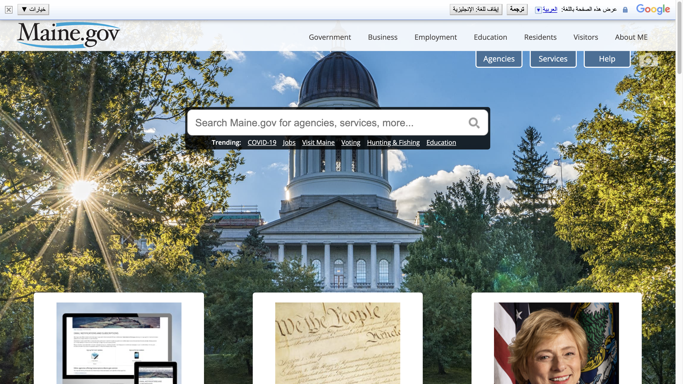 Google عرض هذه الصفحة باللغة: العربية ▼ ترجمة إيقاف للغة: الإنجليزية خيارات ▼
Maine.gov
Government Business Employment Education Residents Visitors About ME
Agencies Services Help
Search Maine.gov for agencies, services, more...
Trending: COVID-19 Jobs Visit Maine Voting Hunting & Fishing Education
We the People
Article